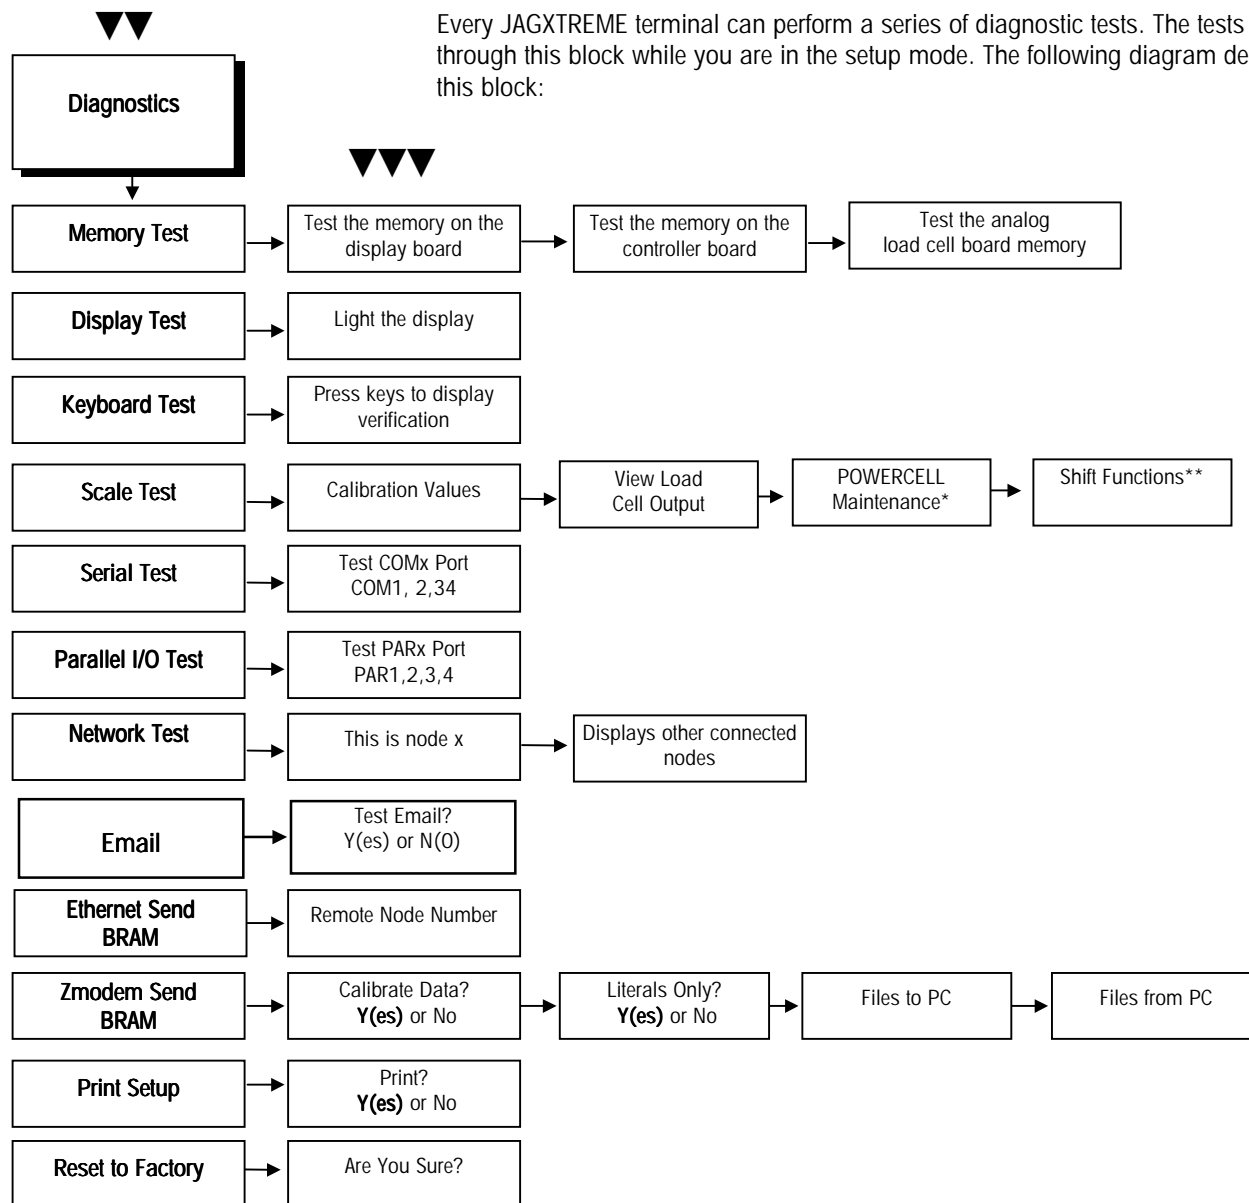 Every JAGXTREME terminal can perform a series of diagnostic tests. The tests
through this block while you are in the setup mode. The following diagram de
this block:
Diagnostics
Memory Test
Test the memory on the
display board
Test the memory on the
controller board
Test the analog
load cell board memory
Display Test
Light the display
Keyboard Test
Press keys to display
verification
Scale Test
Calibration Values
View Load
Cell Output
POWERCELL
Maintenance*
Shift Functions**
Serial Test
Test COMx Port
COM1, 2,34
Parallel I/O Test
Test PARx Port
PAR1,2,3,4
Network Test
This is node x
Displays other connected
nodes
Email
Test Email?
Y(es) or N(0)
Ethernet Send
BRAM
Remote Node Number
Zmodem Send
BRAM
Calibrate Data?
Y(es) or No
Literals Only?
Y(es) or No
Files to PC
Files from PC
Print Setup
Print?
Y(es) or No
Reset to Factory
Are You Sure?